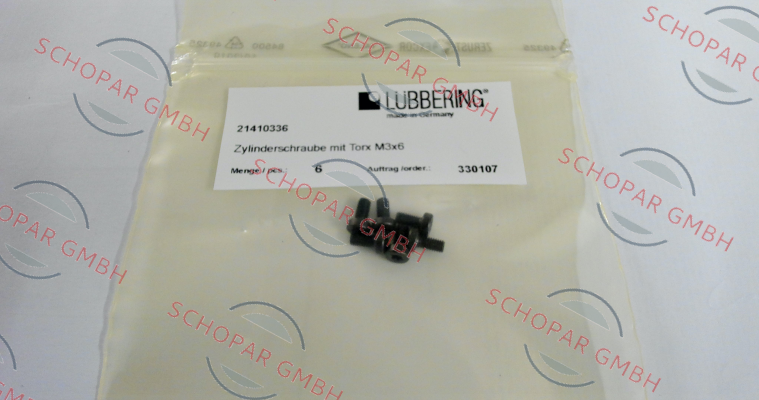 LÜBBERING®
made in Germany
21410336
Zylinderschraube mit Torx M3x6
Menge / pcs.: 6 Auftrag /order.: 330107
SCHOPAR GMBH
SCHOPAR GMBH
SCHOPAR GMBH
SCHOPAR GMBH
SCHOPAR GMBH
SCHOPAR GMBH
SCHOPAR GMBH